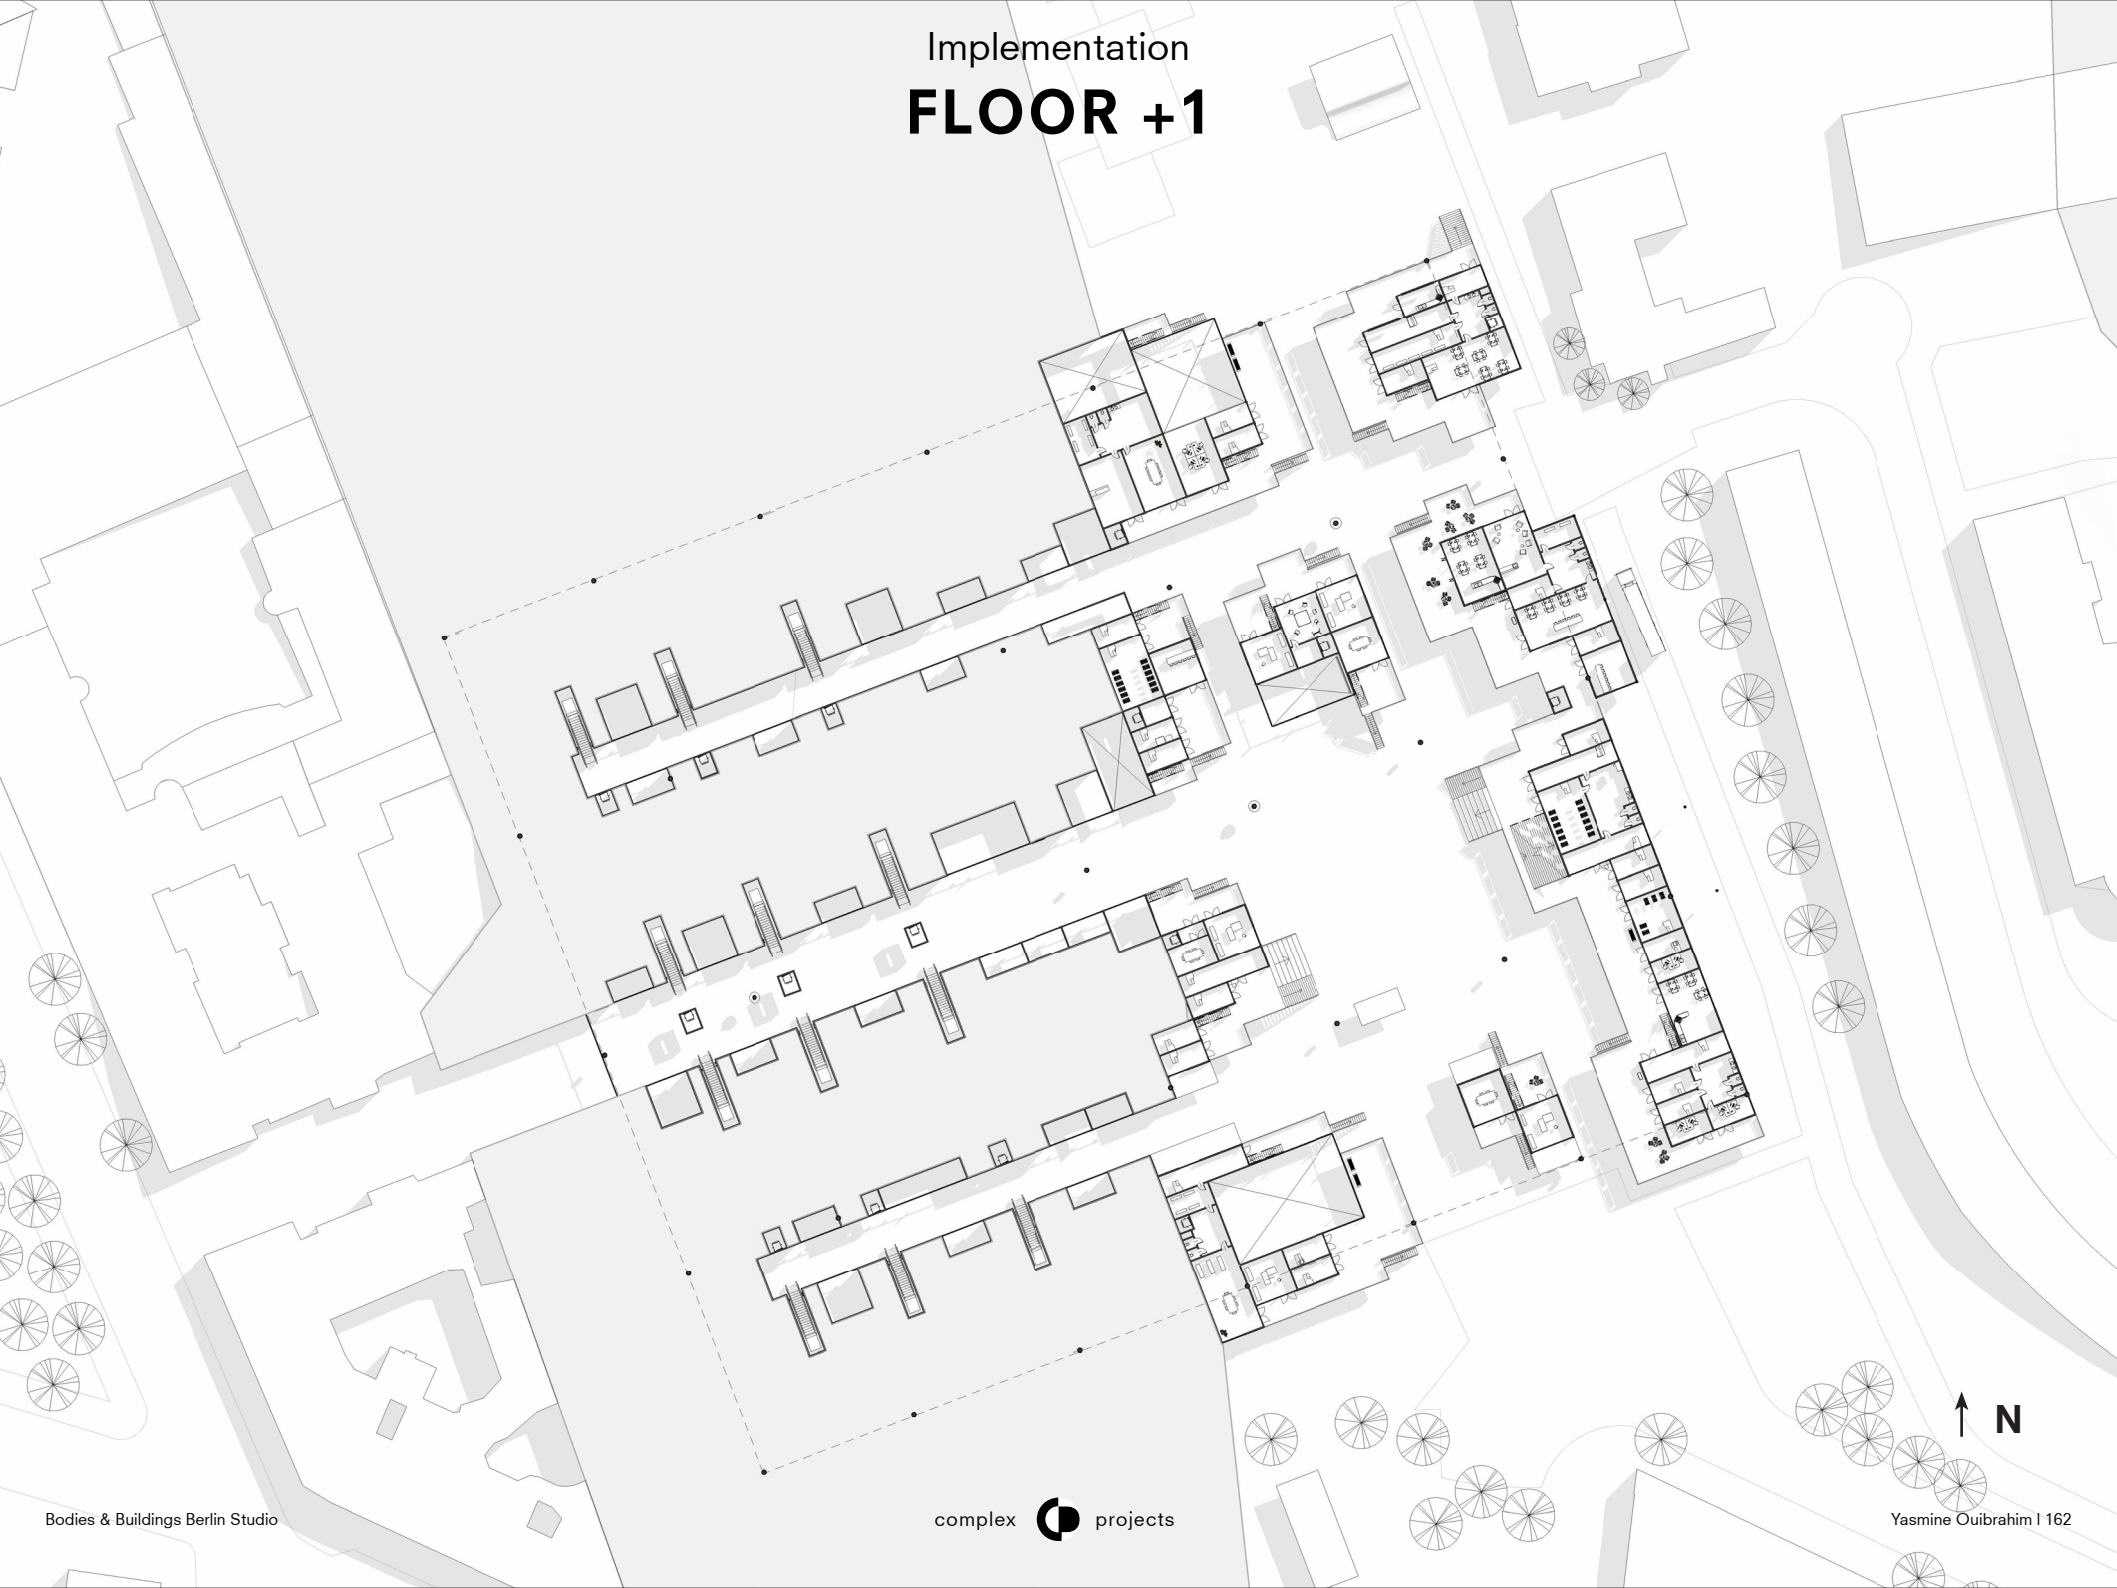 Implementation
FLOOR +1
N
Bodies & Buildings Berlin Studio
complex projects
Yasmine Ouibrahim | 162